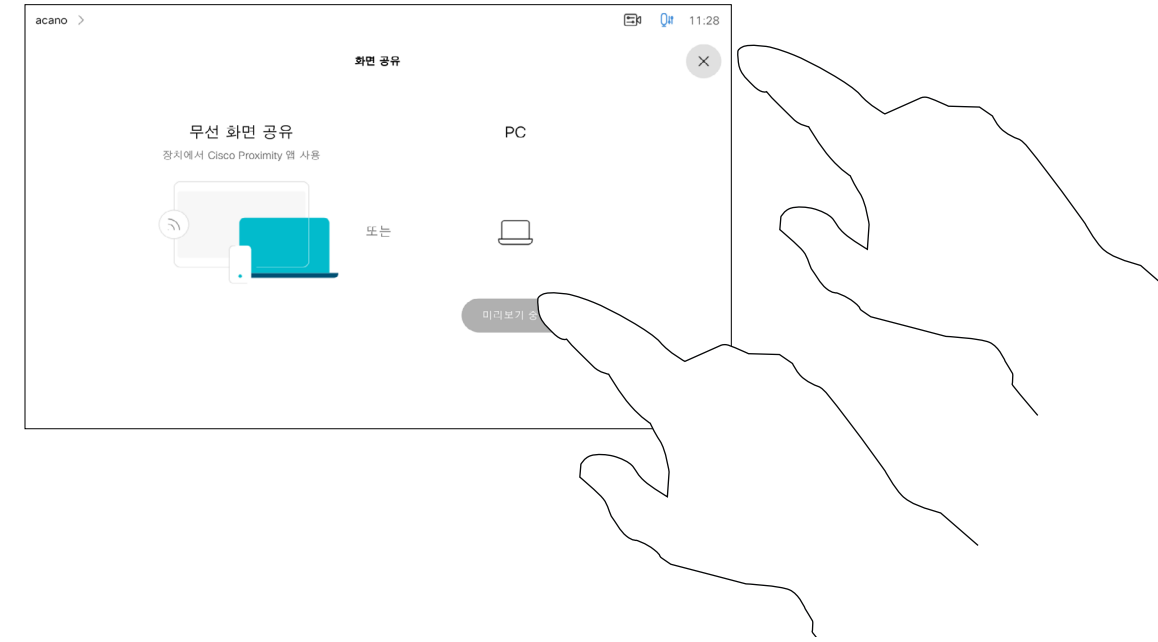 acano
11:28
화면 공유
무선 화면 공유
장치에서 Cisco Proximity 앱 사용
PC
또는
미리보기 중